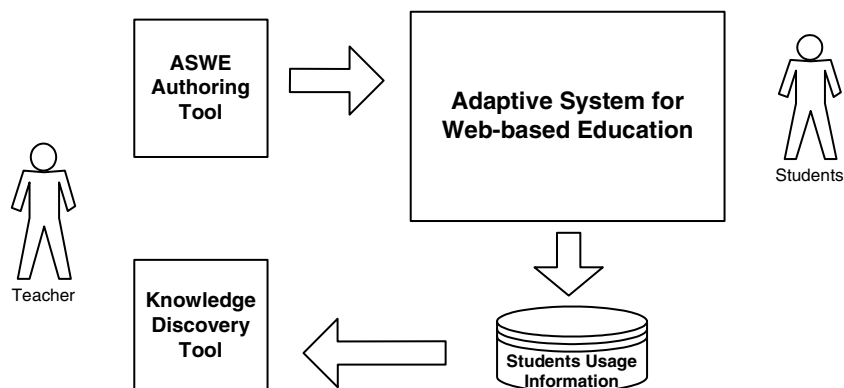 ASWE
Authoring
Tool
Adaptive System for
Web-based Education
Students
Teacher
Knowledge
Discovery
Tool
Students Usage
Information